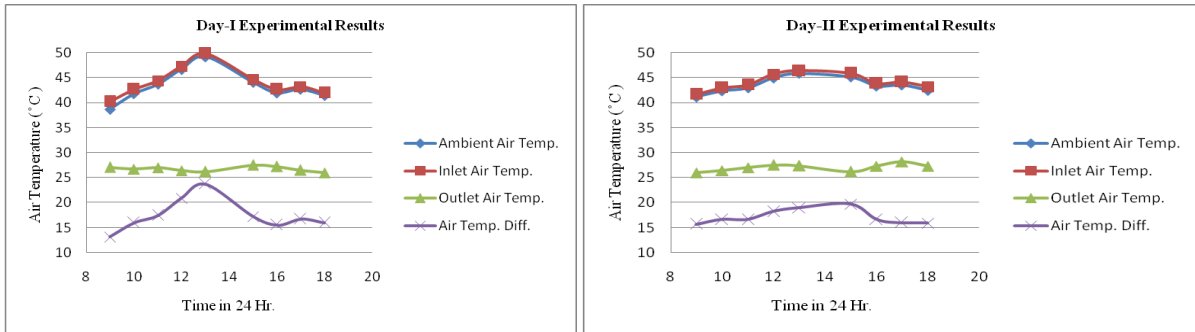 Day-I Experimental Results
50
45
40
35
30
25
20
15
10
8 10 12 14 16 18 20
Air Temperature (˚C)
Time in 24 Hr.
Ambient Air Temp.
Inlet Air Temp.
Outlet Air Temp.
Air Temp. Diff.
Day-II Experimental Results
50
45
40
35
30
25
20
15
10
8 10 12 14 16 18 20
Air Temperature (˚C)
Time in 24 Hr.
Ambient Air Temp.
Inlet Air Temp.
Outlet Air Temp.
Air Temp. Diff.